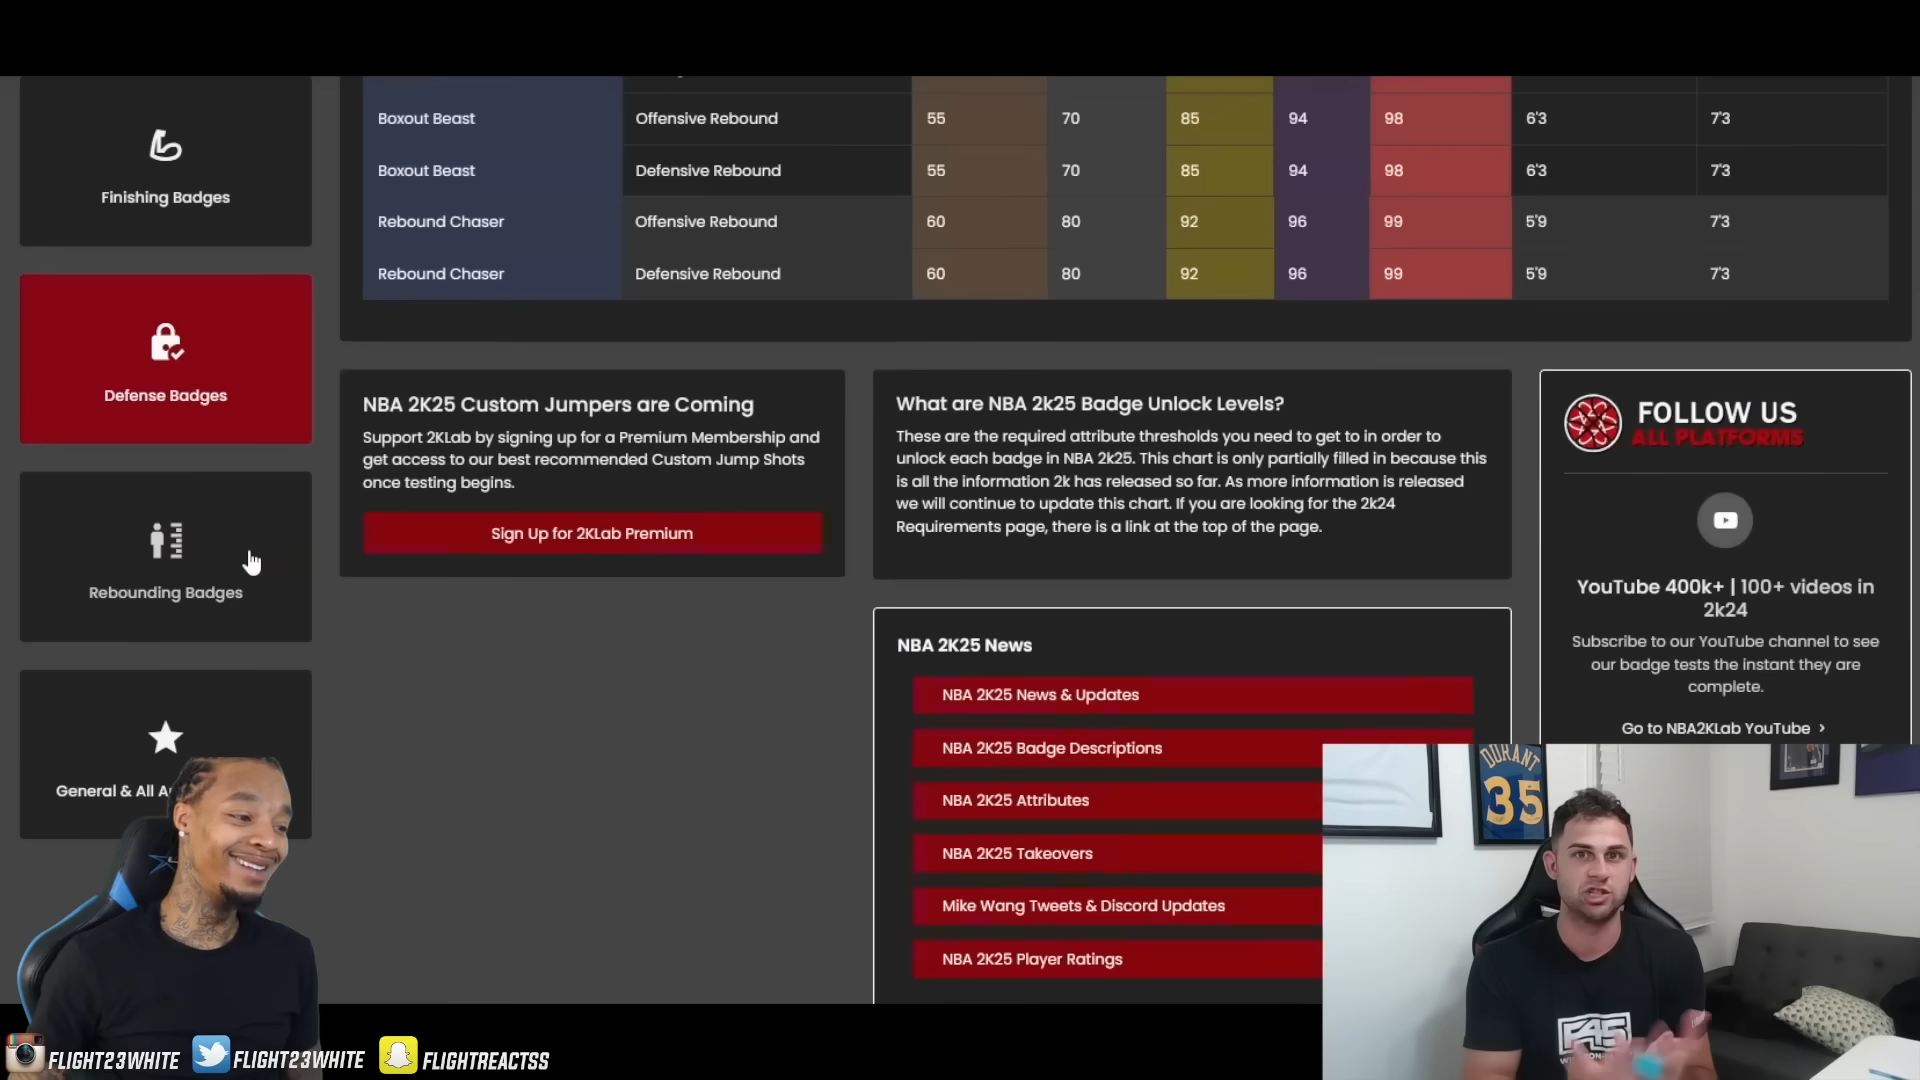 Boxout Beast Offensive Rebound 55 70 85 94 98 6'3 7'3
Boxout Beast Defensive Rebound 55 70 85 94 98 6'3 7'3
Rebound Chaser Offensive Rebound 60 80 92 96 99 5'9 7'3
Rebound Chaser Defensive Rebound 60 80 92 96 99 5'9 7'3
Finishing Badges
Defense Badges
Rebounding Badges
General & All A
NBA 2K25 Custom Jumpers are Coming
Support 2KLab by signing up for a Premium Membership and
get access to our best recommended Custom Jump Shots
once testing begins.
Sign Up for 2KLab Premium
What are NBA 2k25 Badge Unlock Levels?
These are the required attribute thresholds you need to get to in order to
unlock each badge in NBA 2k25. This chart is only partially filled in because this
is all the information 2k has released so far. As more information is released
we will continue to update this chart. If you are looking for the 2k24
Requirements page, there is a link at the top of the page.
NBA 2K25 News
NBA 2K25 News & Updates
NBA 2K25 Badge Descriptions
NBA 2K25 Attributes
NBA 2K25 Takeovers
Mike Wang Tweets & Discord Updates
NBA 2K25 Player Ratings
FOLLOW US
ALL PLATFORMS
YouTube 400k+ | 100+ videos in
2k24
Subscribe to our YouTube channel to see
our badge tests the instant they are
complete.
Go to NBA2KLab YouTube >
DURANT
35
F45
FLIGHT23WHITE FLIGHT23WHITE FLIGHTREACTSS